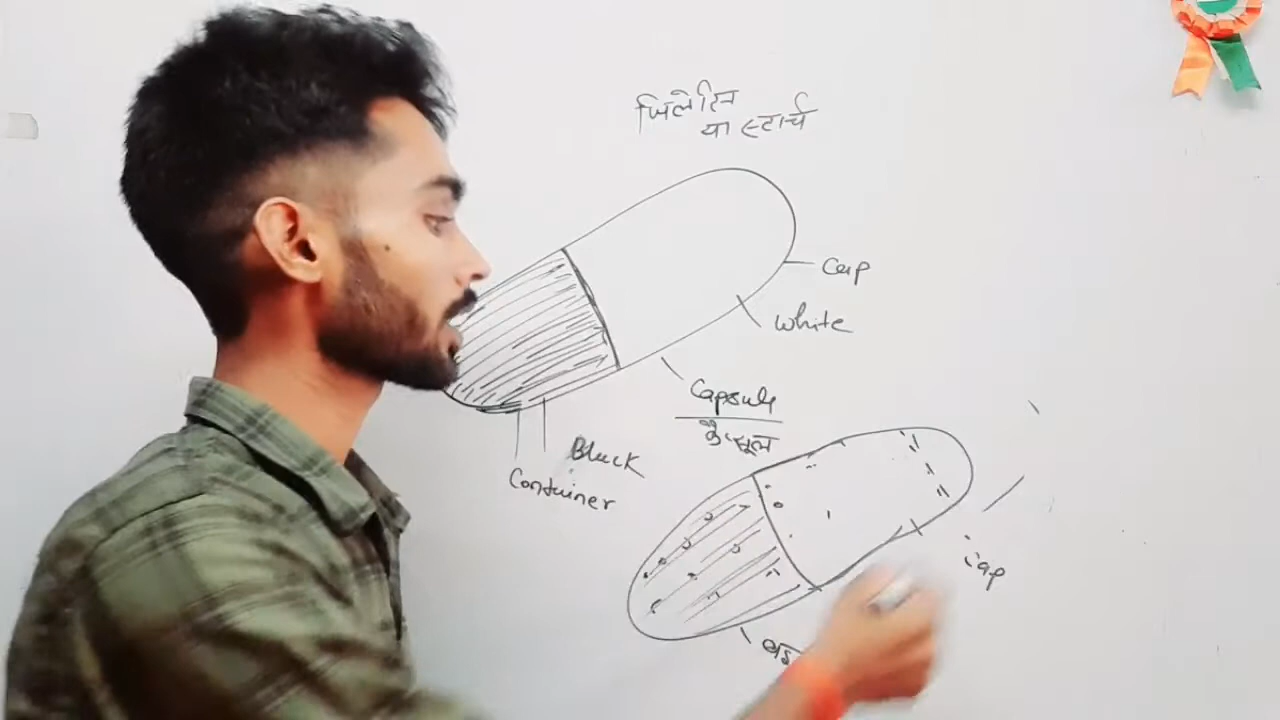 जिलेटिन
या स्टार्च
Cap
white
Capsule
कैप्सूल
Black
Container
Cap